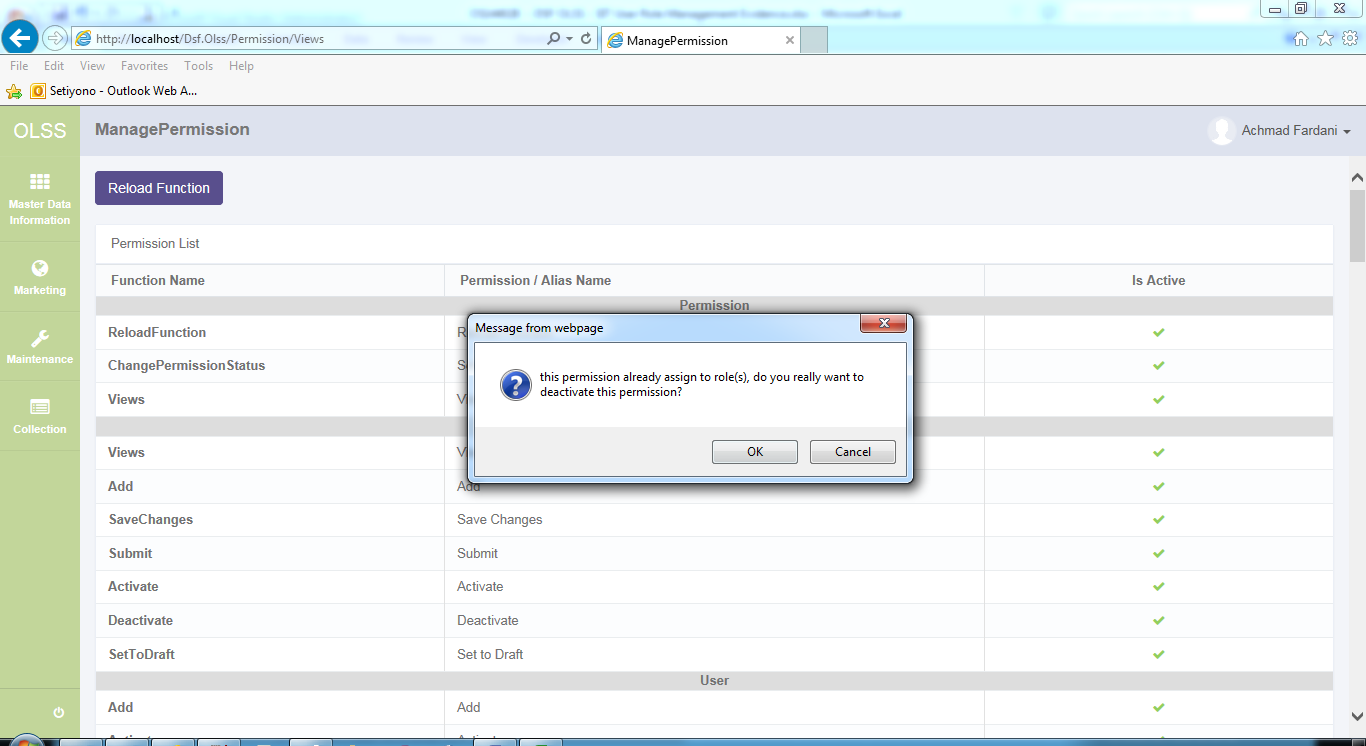 http://localhost/Dsf.Olss/Permission/Views
ManagePermission
File Edit View Favorites Tools Help
Setiyono - Outlook Web A...
OLSS
ManagePermission
Achmad Fardani
Reload Function
Master Data
Information
Marketing
Maintenance
Collection
Permission List
Function Name Permission / Alias Name Is Active
Permission
ReloadFunction
ChangePermissionStatus
Views
Views
Add Add
SaveChanges Save Changes
Submit Submit
Activate Activate
Deactivate Deactivate
SetToDraft Set to Draft
User
Add Add
Message from webpage
this permission already assign to role(s), do you really want to
deactivate this permission?
OK Cancel